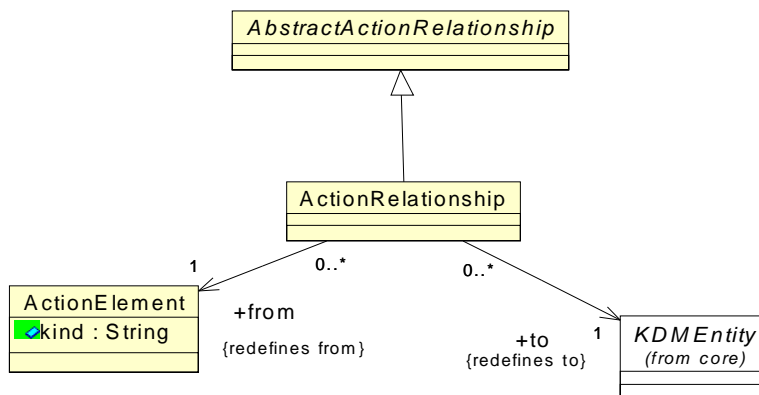 AbstractActionRelationship
ActionRelationship
1
0..*
0..*
ActionElement
kind : String
+from
{redefines from}
+to
{redefines to}
1
KDMEntity
(from core)